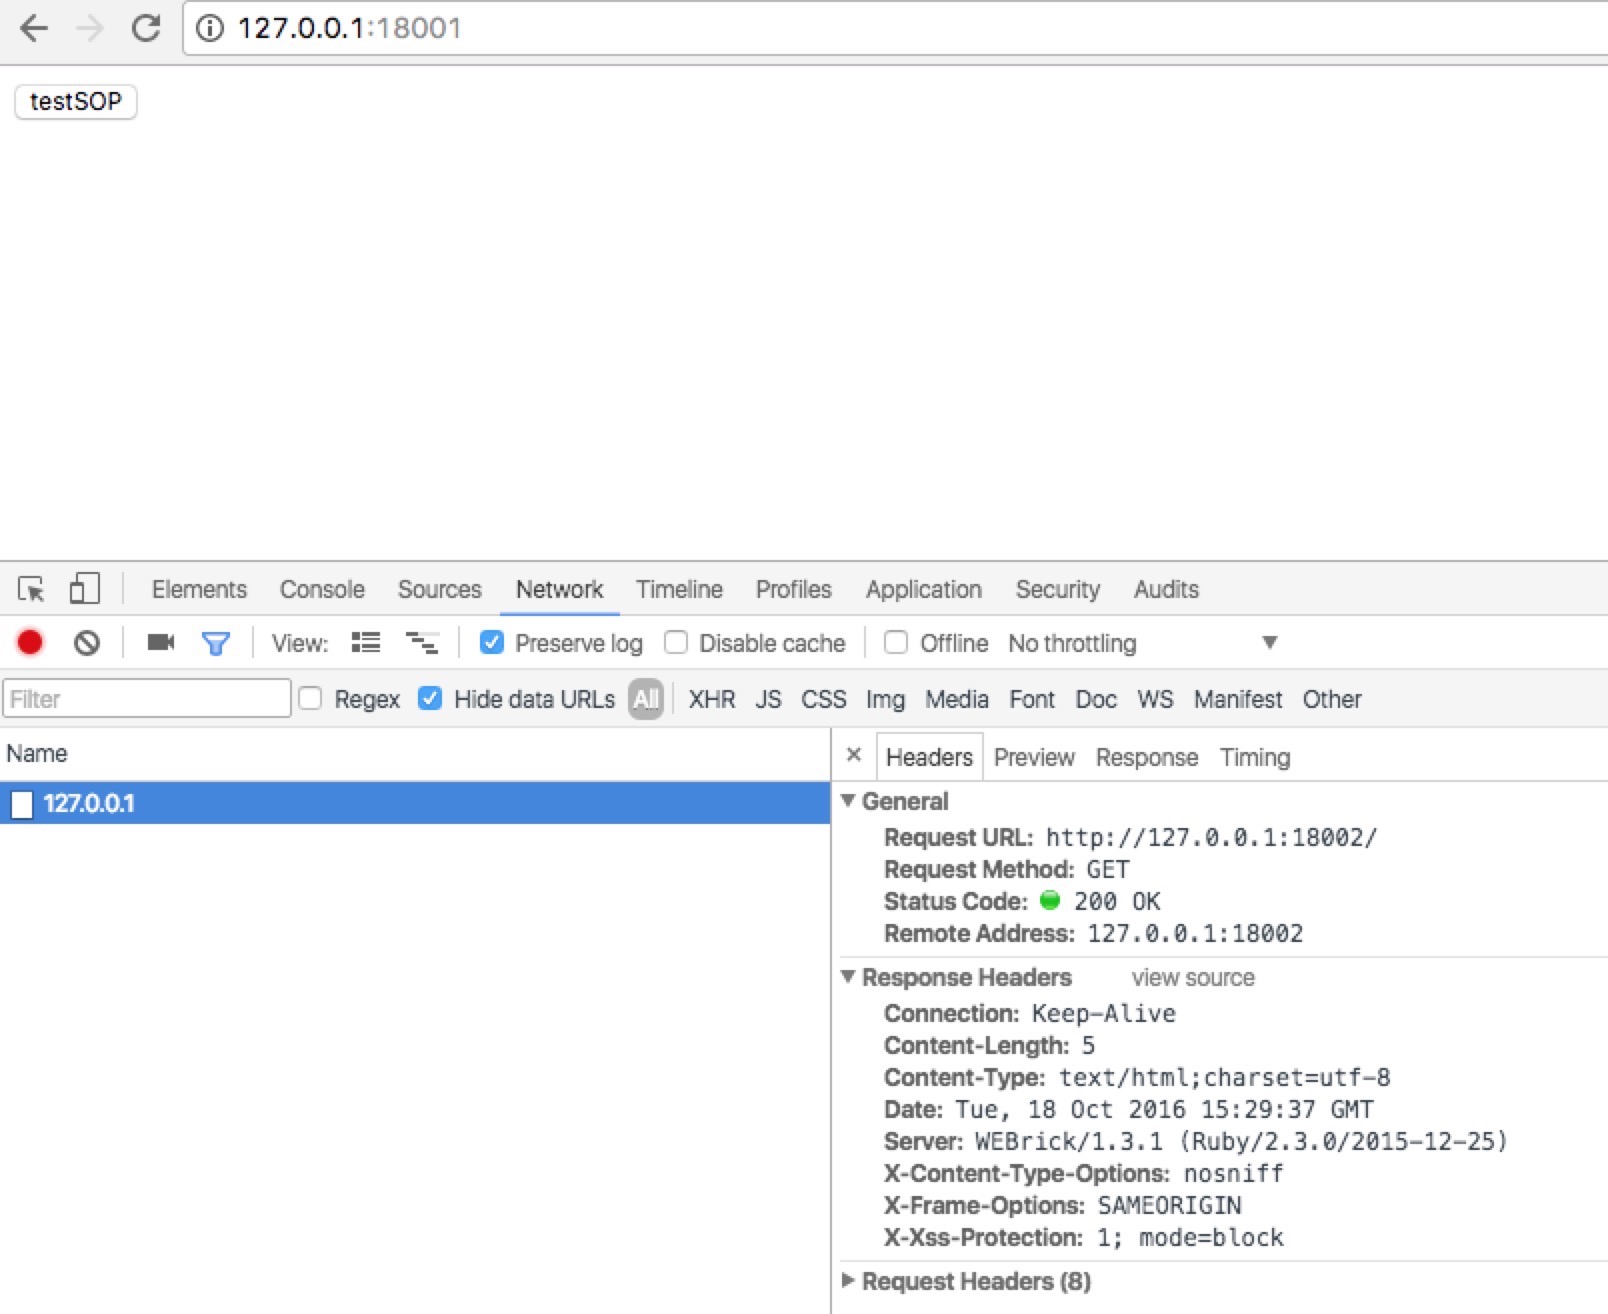 127.0.0.1:18001
testSOP
Elements Console Sources Network Timeline Profiles Application Security Audits
View: Preserve log Disable cache Offline No throttling
Filter Regex Hide data URLs All XHR JS CSS Img Media Font Doc WS Manifest Other
Name
127.0.0.1
× Headers Preview Response Timing
General
Request URL: http://127.0.0.1:18002/
Request Method: GET
Status Code: 200 OK
Remote Address: 127.0.0.1:18002
Response Headers view source
Connection: Keep-Alive
Content-Length: 5
Content-Type: text/html;charset=utf-8
Date: Tue, 18 Oct 2016 15:29:37 GMT
Server: WEBrick/1.3.1 (Ruby/2.3.0/2015-12-25)
X-Content-Type-Options: nosniff
X-Frame-Options: SAMEORIGIN
X-Xss-Protection: 1; mode=block
Request Headers (8)